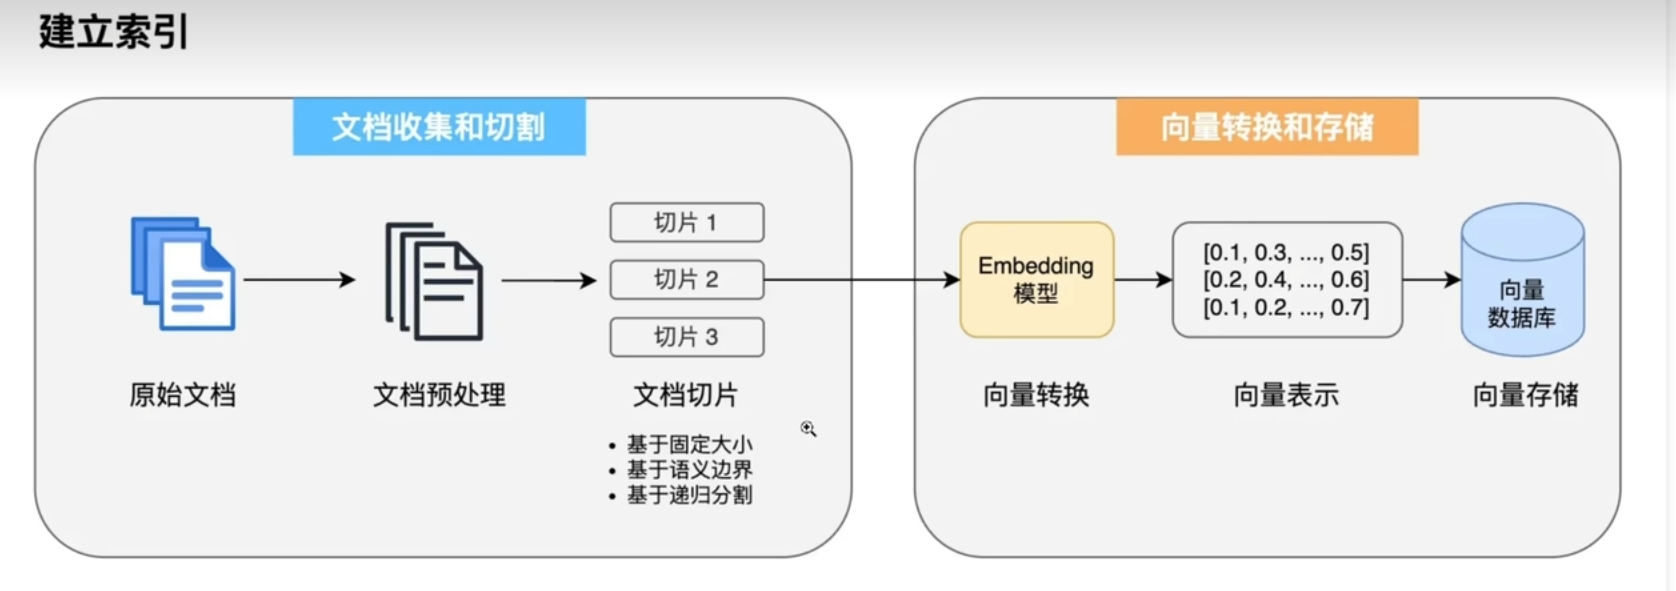 建立索引
文档收集和切割
原始文档
文档预处理
切片 1
切片 2
切片 3
文档切片
• 基于固定大小
• 基于语义边界
• 基于递归分割
向量转换和存储
Embedding
模型
向量转换
[0.1, 0.3, ..., 0.5]
[0.2, 0.4, ..., 0.6]
[0.1, 0.2, ..., 0.7]
向量表示
向量
数据库
向量存储